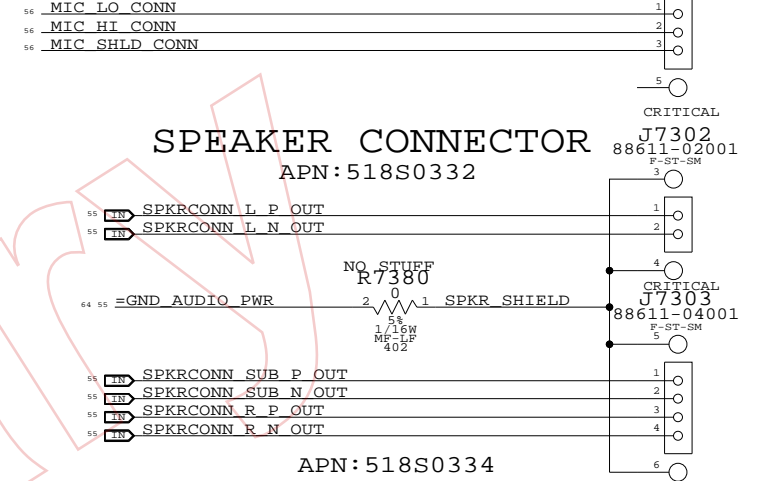 56 MIC_LO_CONN 1
56 MIC_HI_CONN 2
56 MIC_SHLD_CONN 3
5
CRITICAL
SPEAKER CONNECTOR
J7302
88611-02001
F-ST-SM
APN:518S0332
3
55 IN SPKRCONN_L_P_OUT 1
55 IN SPKRCONN_L_N_OUT 2
NO STUFF
R7380
4
CRITICAL
J7303
88611-04001
F-ST-SM
64 55 =GND_AUDIO_PWR 2 0 1 SPKR_SHIELD
5%
1/16W
MF-LF
402
5
55 IN SPKRCONN_SUB_P_OUT 1
55 IN SPKRCONN_SUB_N_OUT 2
55 IN SPKRCONN_R_P_OUT 3
55 IN SPKRCONN_R_N_OUT 4
APN:518S0334
6